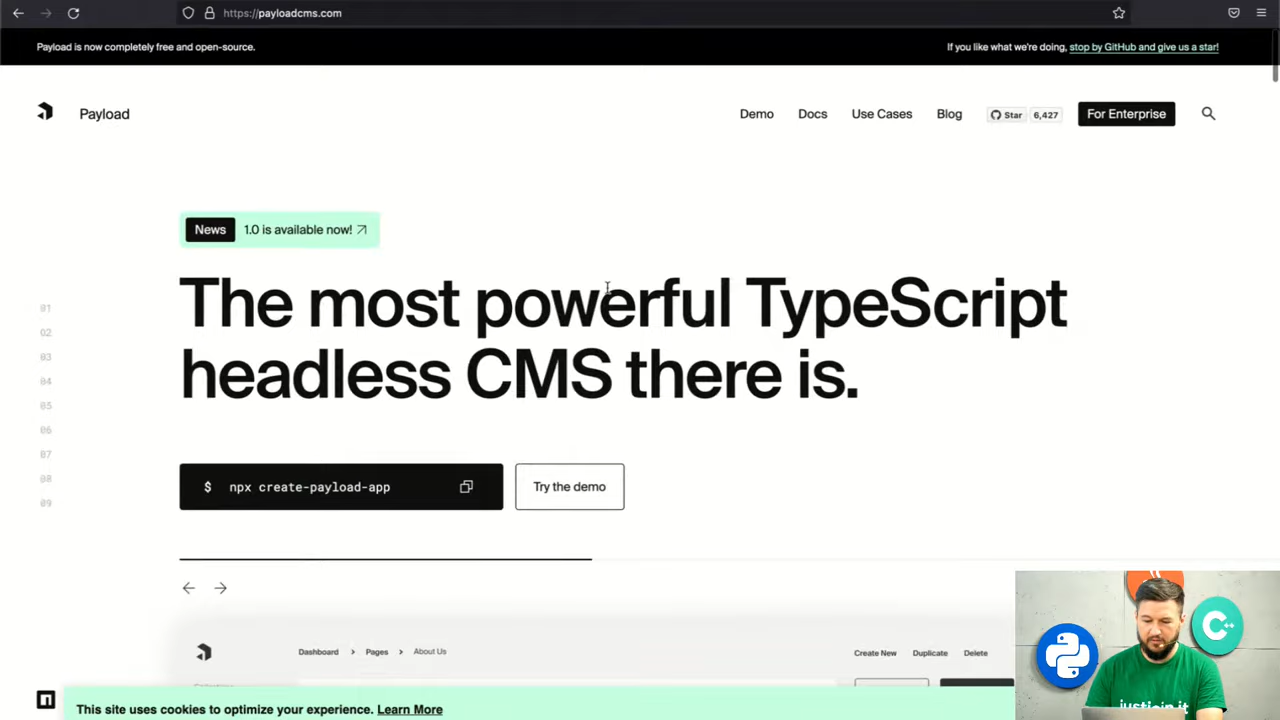 https://payloadcms.com
Payload is now completely free and open-source.
If you like what we're doing, stop by GitHub and give us a star!
Payload
Demo
Docs
Use Cases
Blog
Star
6,427
For Enterprise
News
1.0 is available now!
The most powerful TypeScript
headless CMS there is.
01
02
03
04
05
06
07
08
09
$ npx create-payload-app
Try the demo
Dashboard
Pages
About Us
Create New
Duplicate
Delete
C++
justjoin.it
This site uses cookies to optimize your experience. Learn More